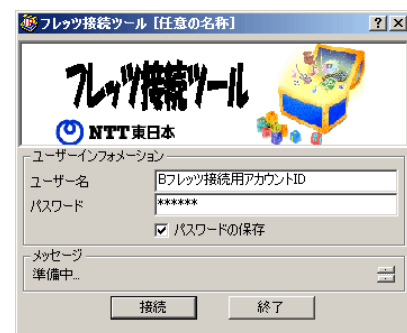 フレッツ接続ツール [任意の名称]
フレッツ接続ツール
NTT東日本
ユーザーインフォメーション
ユーザー名 Bフレッツ接続用アカウントID
パスワード ******
パスワードの保存
メッセージ
準備中...
接続 終了